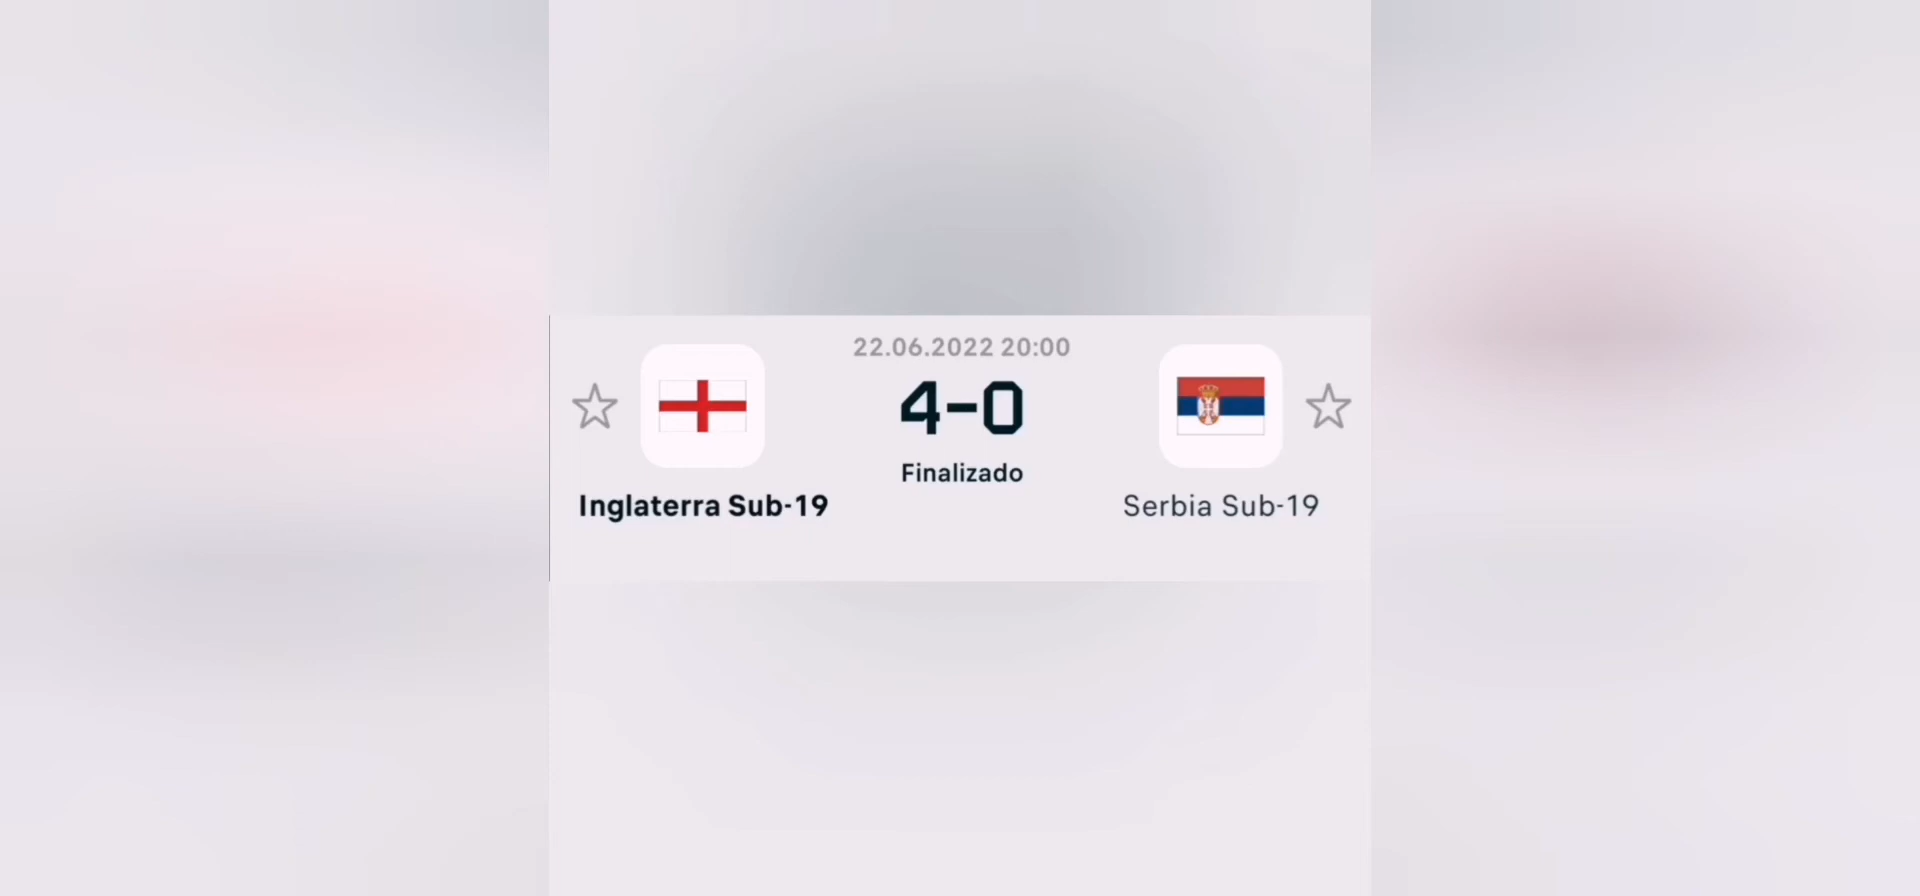 22.06.2022 20:00
4-0
Finalizado
Inglaterra Sub-19
Serbia Sub-19